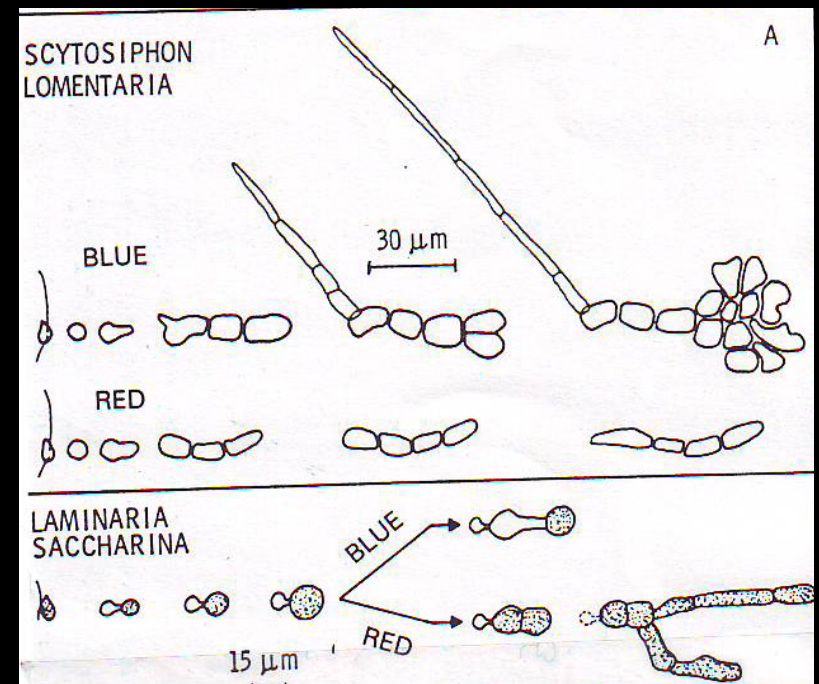 SCYTOSIPHON
LOMENTARIA
A
BLUE
30 μm
RED
LAMINARIA
SACCHARINA
BLUE
RED
15 μm